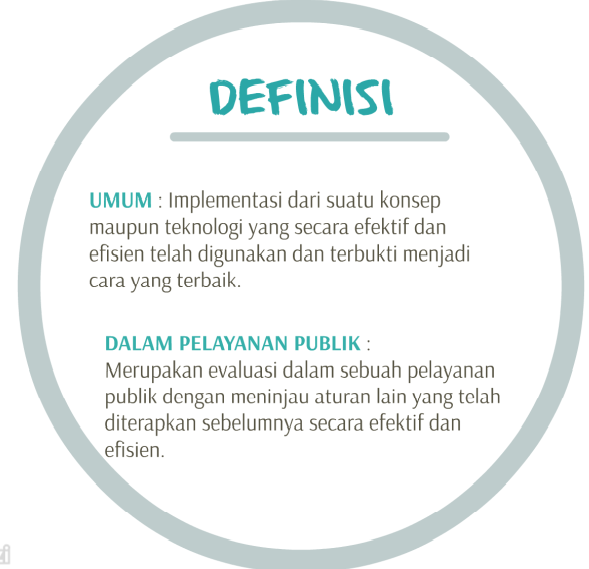 DEFINISI
UMUM : Implementasi dari suatu konsep
maupun teknologi yang secara efektif dan
efisien telah digunakan dan terbukti menjadi
cara yang terbaik.
DALAM PELAYANAN PUBLIK :
Merupakan evaluasi dalam sebuah pelayanan
publik dengan meninjau aturan lain yang telah
diterapkan sebelumnya secara efektif dan
efisien.